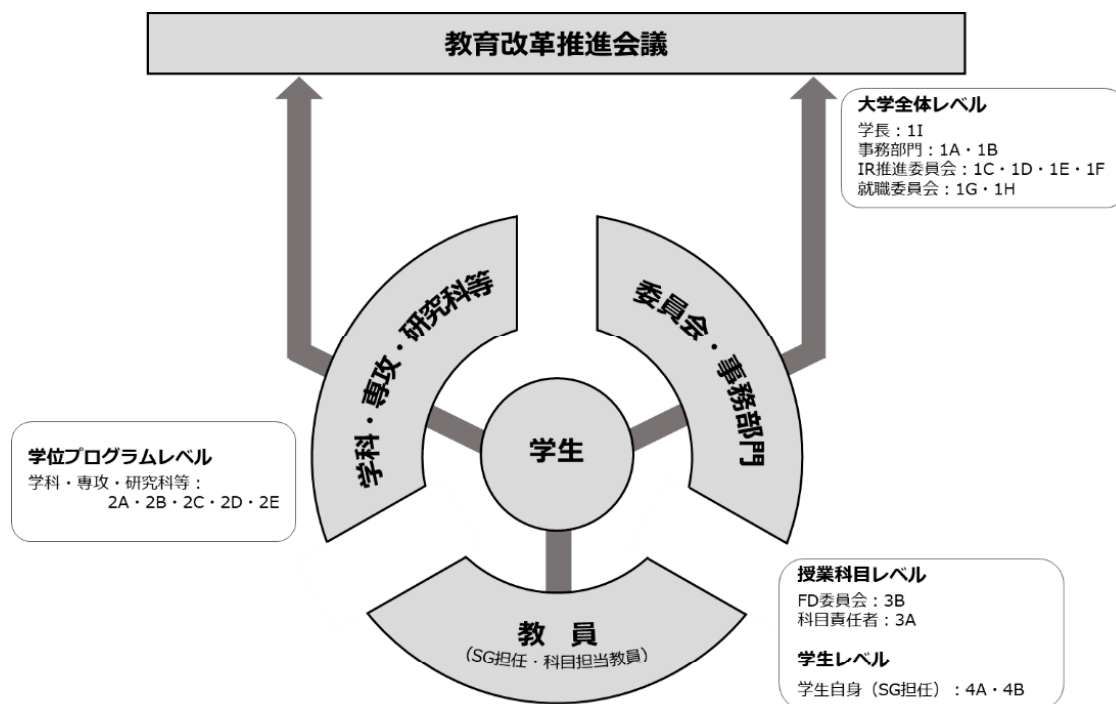 教育改革推進会議
大学全体レベル
学長：1I
事務部門：1A・1B
IR推進委員会：1C・1D・1E・1F
就職委員会：1G・1H
学科・専攻・研究科等
委員会・事務部門
学生
学位プログラムレベル
学科・専攻・研究科等：
2A・2B・2C・2D・2E
教 員
（SG担任・科目担当教員）
授業科目レベル
FD委員会：3B
科目責任者：3A
学生レベル
学生自身（SG担任）：4A・4B